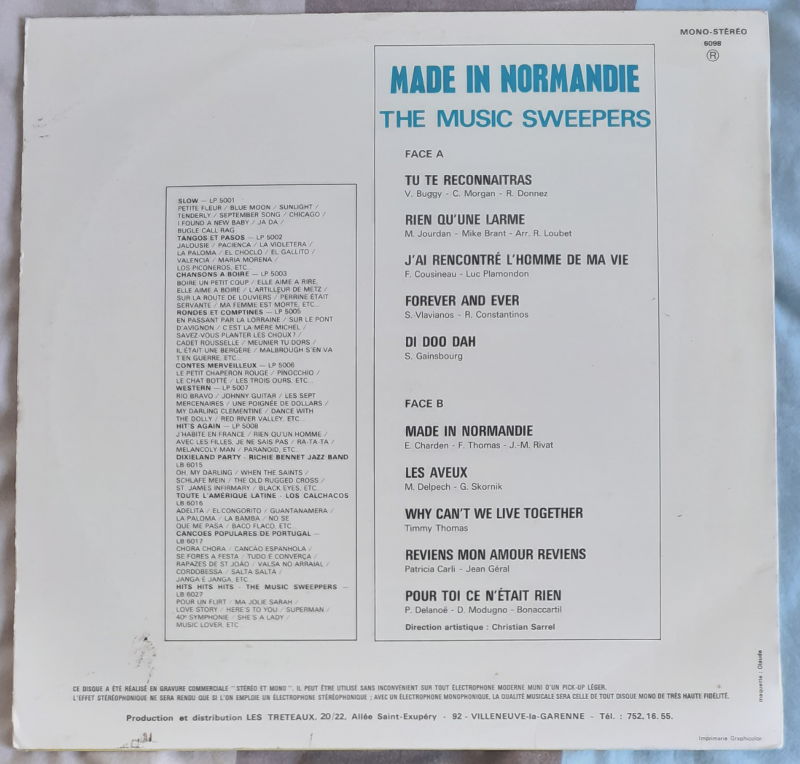 MONO-STÉRÉO
6098
R
MADE IN NORMANDIE
THE MUSIC SWEEPERS
FACE A
TU TE RECONNAITRAS
V. Buggy - C. Morgan - R. Donnez
RIEN QU'UNE LARME
M. Jourdan - Mike Brant - Arr. R. Loubet
J'AI RENCONTRÉ L'HOMME DE MA VIE
F. Cousineau - Luc Plamondon
FOREVER AND EVER
S. Vlavianos - R. Constantinos
DI DOO DAH
S. Gainsbourg
FACE B
MADE IN NORMANDIE
E. Charden - F. Thomas - J.-M. Rivat
LES AVEUX
M. Delpech - G. Skornik
WHY CAN'T WE LIVE TOGETHER
Timmy Thomas
REVIENS MON AMOUR REVIENS
Patricia Carli - Jean Géral
POUR TOI CE N'ÉTAIT RIEN
P. Delanoë - D. Modugno - Bonaccartil
Direction artistique : Christian Sarrel
SLOW — LP 5001
PETITE FLEUR / BLUE MOON / SUNLIGHT /
TENDERLY / SEPTEMBER SONG / CHICAGO /
I FOUND A NEW BABY / JA DA /
BUGLE CALL RAG
TANGOS ET PASOS — LP 5002
JALOUSIE / PACIENCA / LA VIOLETERA /
LA PALOMA / EL CHOCLO / EL GALLITO /
VALENCIA / MARIA MORENA /
LOS PICONEROS, ETC...
CHANSONS A BOIRE — LP 5003
BOIRE UN PETIT COUP / ELLE AIME A RIRE,
ELLE AIME A BOIRE / L'ARTILLEUR DE METZ /
SUR LA ROUTE DE LOUVIERS / PERRINE ÉTAIT
SERVANTE / MA FEMME EST MORTE, ETC...
RONDES ET COMPTINES — LP 5005
EN PASSANT PAR LA LORRAINE / SUR LE PONT
D'AVIGNON / C'EST LA MÈRE MICHEL /
SAVEZ-VOUS PLANTER LES CHOUX ? /
CADET ROUSSELLE / MEUNIER TU DORS /
IL ÉTAIT UNE BERGÈRE / MALBROUGH S'EN VA
T'EN GUERRE, ETC...
CONTES MERVEILLEUX — LP 5006
LE PETIT CHAPERON ROUGE / PINOCCHIO /
LE CHAT BOTTÉ / LES TROIS OURS, ETC...
WESTERN — LP 5007
RIO BRAVO / JOHNNY GUITAR / LES SEPT
MERCENAIRES / UNE POIGNÉE DE DOLLARS /
MY DARLING CLEMENTINE / DANCE WITH
THE DOLLY / RED RIVER VALLEY, ETC...
HIT'S AGAIN — LP 5008
J'HABITE EN FRANCE / RIEN QU'UN HOMME /
AVEC LES FILLES, JE NE SAIS PAS / RA-TA-TA /
MELANCOLY MAN / PARANOID, ETC...
DIXIELAND PARTY - RICHIE BENNET JAZZ BAND
LB 6015
OH, MY DARLING / WHEN THE SAINTS /
SCHLAFE MEIN / THE OLD RUGGED CROSS /
ST. JAMES INFIRMARY / BLACK EYES, ETC...
TOUTE L'AMÉRIQUE LATINE - LOS CALCHACOS
LB 6016
ADELITA / ELCONGORITO / GUANTANAMERA /
LA PALOMA / LA BAMBA / NO SE
QUE ME PASA / BACO FLACO, ETC...
CANCOES POPULARES DE PORTUGAL —
LB 6017
CHORA CHORA / CANCÃO ESPANHOLA /
SE FORES A FESTA / TUDO E CONVERÇA /
RAPAZES DE ST JOÃO / VALSA NO ARRAIAL /
CORDOBESSA / SALTA SALTA /
JANGA E JANGA, ETC...
HITS HITS HITS - THE MUSIC SWEEPPERS —
LB 6027
POUR UN FLIRT / MA JOLIE SARAH /
LOVE STORY / HERE'S TO YOU / SUPERMAN /
40e SYMPHONIE / SHE'S A LADY /
MUSIC LOVER, ETC...
maquette : Claude
CE DISQUE A ÉTÉ RÉALISÉ EN GRAVURE COMMERCIALE "STÉRÉO ET MONO". IL PEUT ÊTRE UTILISÉ SANS INCONVENIENT SUR TOUT ÉLECTROPHONE MODERNE MUNI D'UN PICK-UP LÉGER.
L'EFFET STÉRÉOPHONIQUE NE SERA RENDU QUE SI L'ON EMPLOIE UN ÉLECTROPHONE STÉRÉOPHONIQUE ; AVEC UN ÉLECTROPHONE MONOPHONIQUE, LA QUALITÉ MUSICALE SERA CELLE DE TOUT DISQUE MONO DE TRÈS HAUTE FIDÉLITÉ.
Production et distribution LES TRETEAUX. 20/22, Allée Saint-Exupéry - 92 - VILLENEUVE-la-GARENNE - Tél. : 752.16.55.
Imprimerie Graphicolor